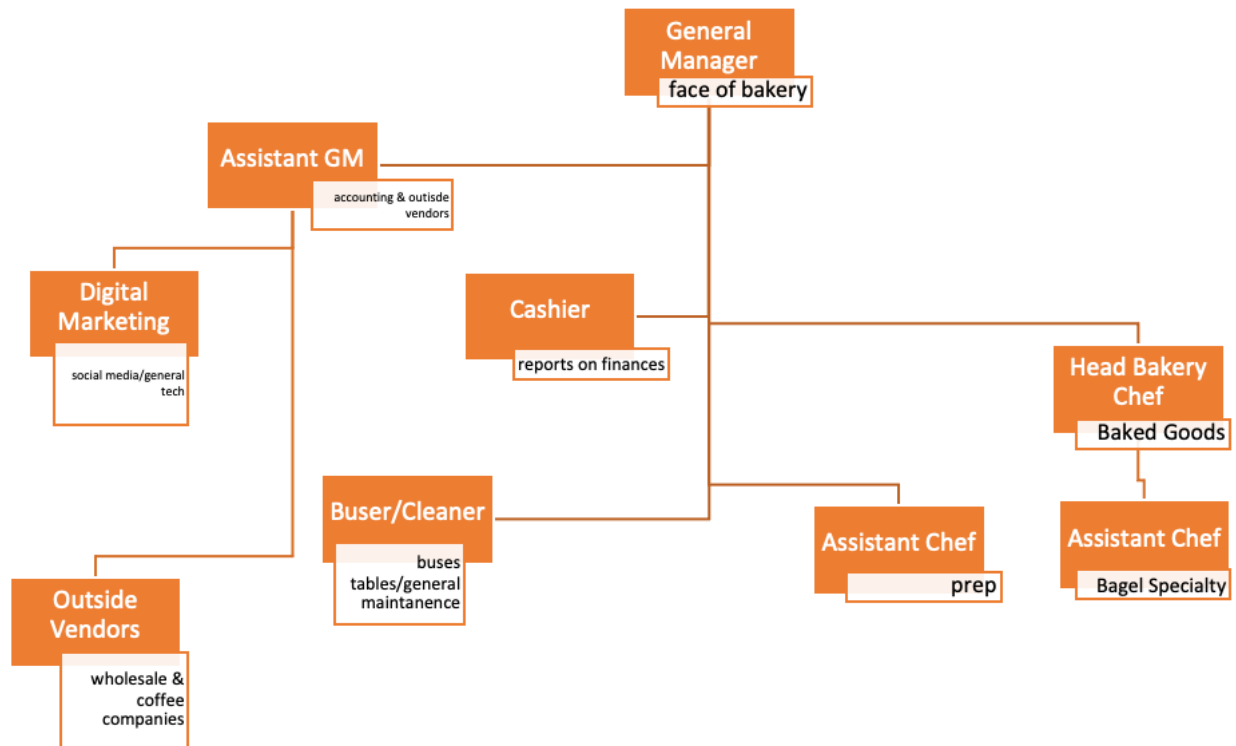 General
Manager
face of bakery
Assistant GM
accounting & outisde
vendors
Digital
Marketing
social media/general
tech
Cashier
reports on finances
Head Bakery
Chef
Baked Goods
Buser/Cleaner
buses
tables/general
maintanence
Assistant Chef
prep
Assistant Chef
Bagel Specialty
Outside
Vendors
wholesale &
coffee
companies